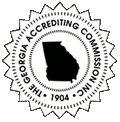 THE GEORGIA ACCREDITING COMMISSION INC
1904